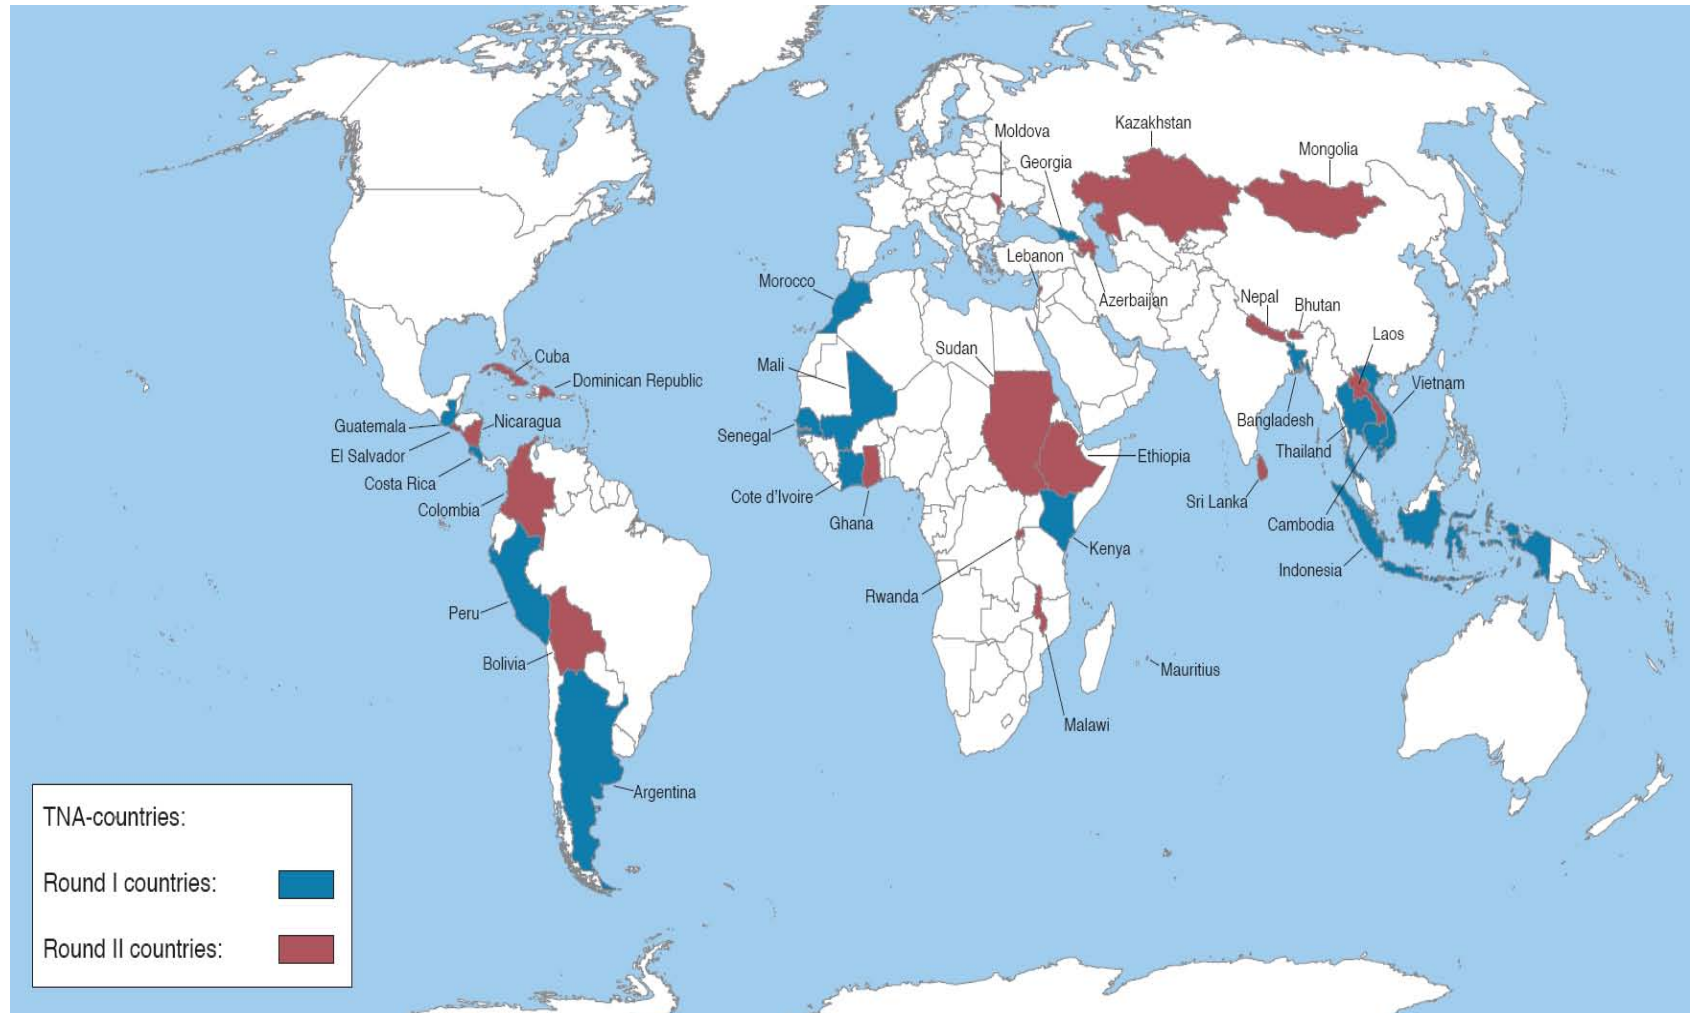 Moldova
Kazakhstan
Georgia
Mongolia
Lebanon
Morocco
Azerbaijan
Nepal
Bhutan
Laos
Sudan
Cuba
Mali
Dominican Republic
Vietnam
Guatemala
Nicaragua
Bangladesh
Senegal
El Salvador
Thailand
Ethiopia
Costa Rica
Cote d'Ivoire
Sri Lanka
Colombia
Ghana
Cambodia
Kenya
Indonesia
Rwanda
Peru
Bolivia
Mauritius
Malawi
Argentina
TNA-countries:
Round I countries:
Round II countries: